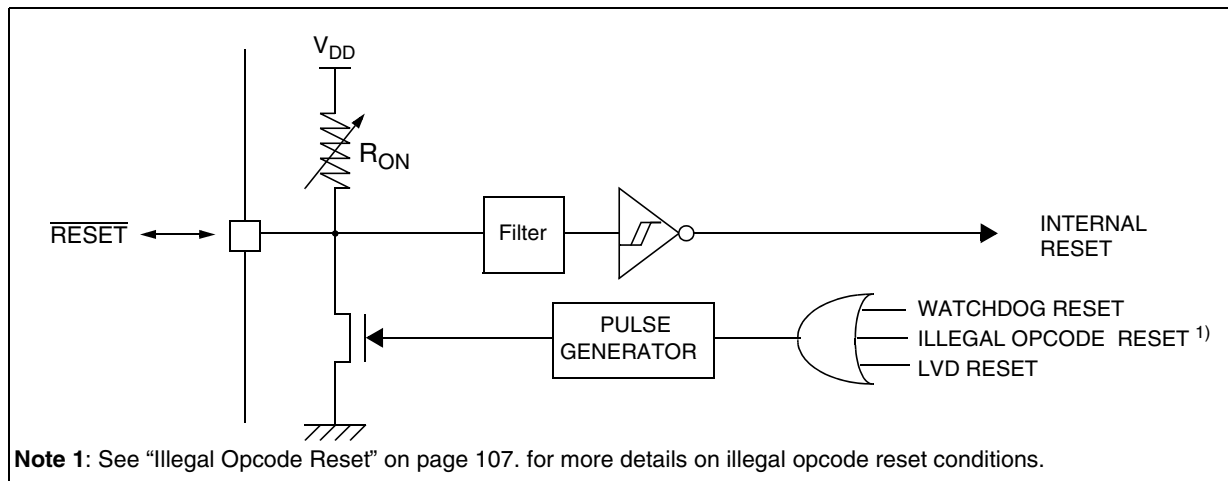 VDD
RON
RESET
Filter
INTERNAL
RESET
PULSE
GENERATOR
WATCHDOG RESET
ILLEGAL OPCODE RESET 1)
LVD RESET
Note 1: See “Illegal Opcode Reset” on page 107. for more details on illegal opcode reset conditions.